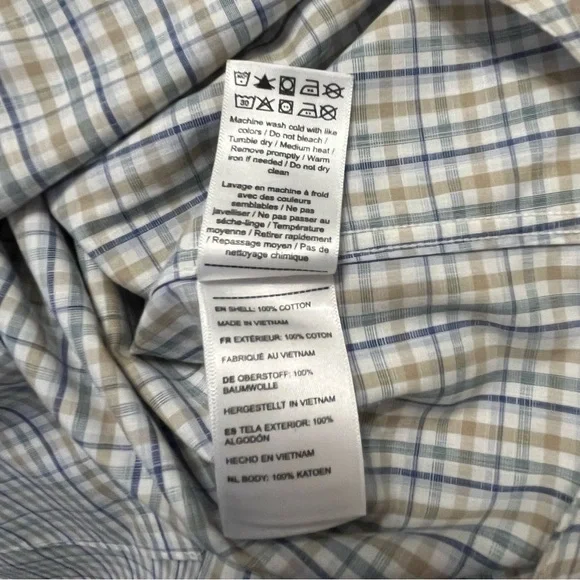 30
Machine wash cold with like
colors / Do not bleach /
Tumble dry / Medium heat /
Remove promptly / Warm
iron if needed / Do not dry
clean
Lavage en machine à froid
avec des couleurs
semblables / Ne pas
javelliser / Ne pas passer au
sèche-linge / Température
moyenne / Retirer rapidement
/ Repassage moyen / Pas de
nettoyage chimique
EN SHELL: 100% COTTON
MADE IN VIETNAM
FR EXTÉRIEUR: 100% COTON
FABRIQUÉ AU VIETNAM
DE OBERSTOFF: 100%
BAUMWOLLE
HERGESTELLT IN VIETNAM
ES TELA EXTERIOR: 100%
ALGODÓN
HECHO EN VIETNAM
NL BODY: 100% KATOEN